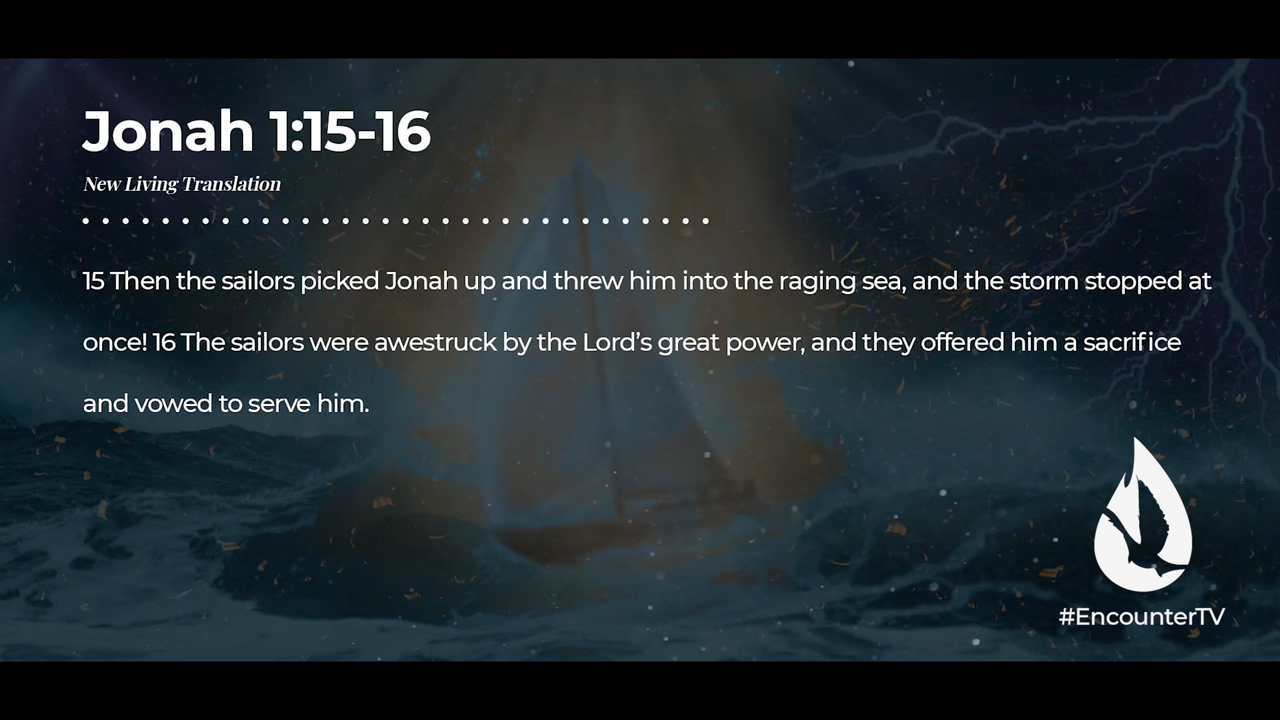 Jonah 1:15-16
New Living Translation
15 Then the sailors picked Jonah up and threw him into the raging sea, and the storm stopped at
once! 16 The sailors were awestruck by the Lord’s great power, and they offered him a sacrifice
and vowed to serve him.
#EncounterTV